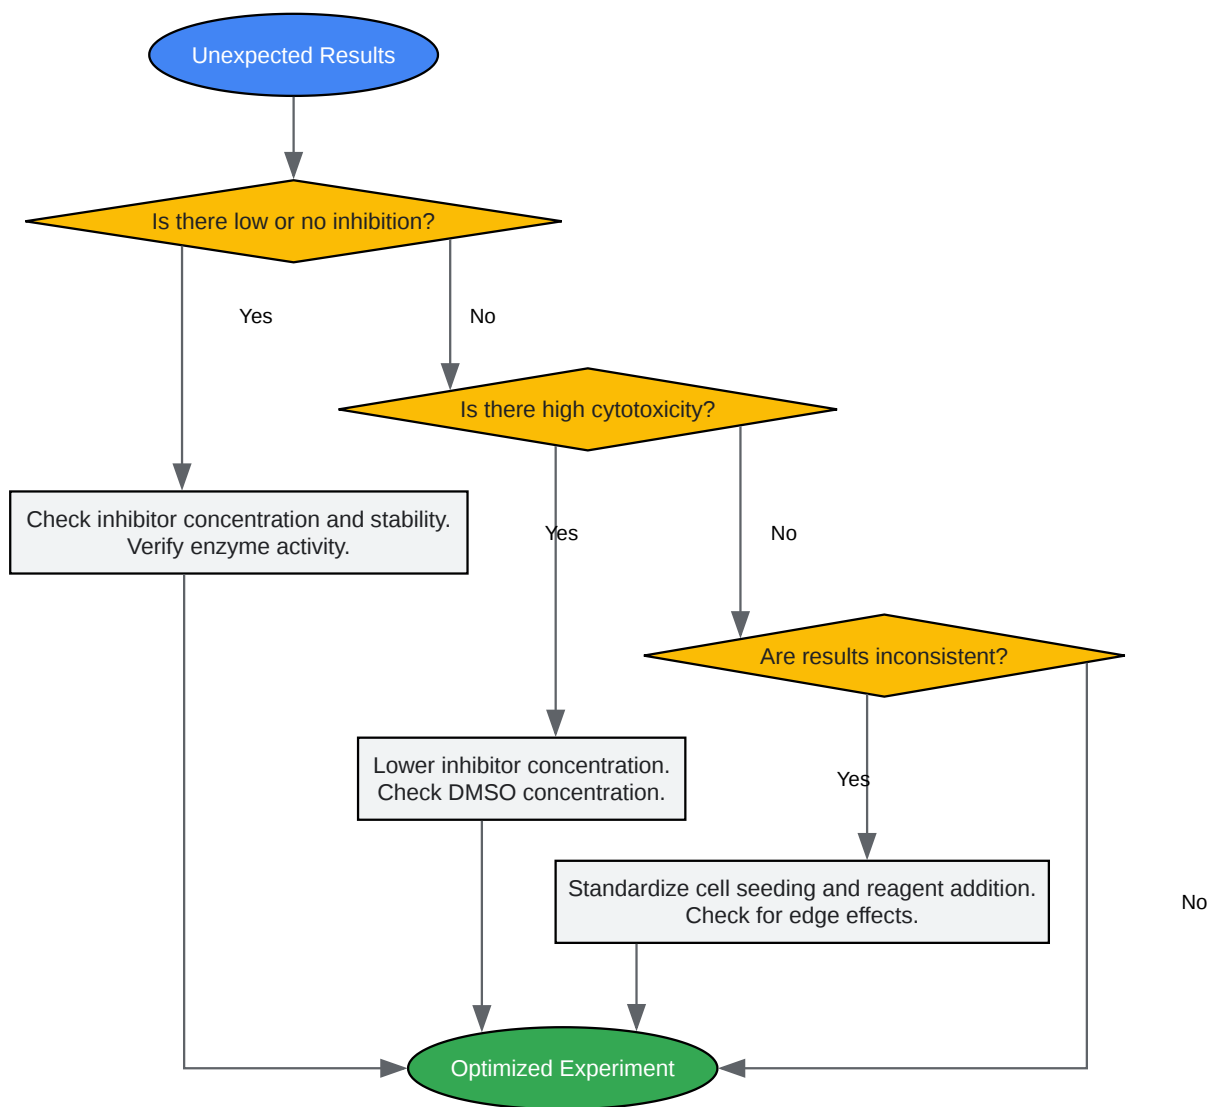 Unexpected Results
Is there low or no inhibition?
Yes
No
Is there high cytotoxicity?
Check inhibitor concentration and stability.
Verify enzyme activity.
Yes
No
Are results inconsistent?
Lower inhibitor concentration.
Check DMSO concentration.
Yes
Standardize cell seeding and reagent addition.
Check for edge effects.
No
Optimized Experiment